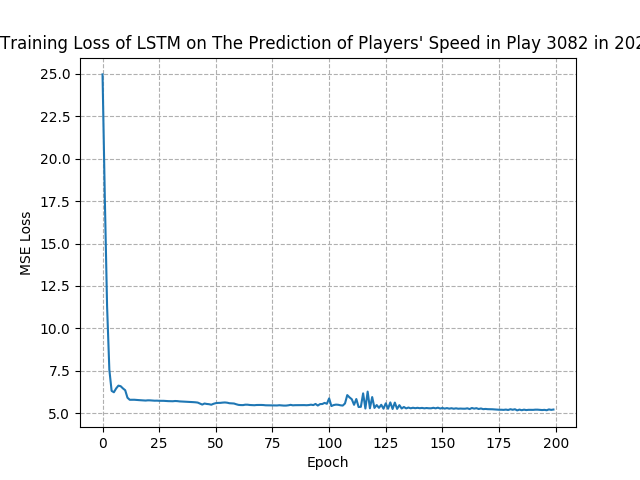 Training Loss of LSTM on The Prediction of Players' Speed in Play 3082 in 202
25.0
22.5
20.0
17.5
15.0
12.5
10.0
7.5
5.0
MSE Loss
0 25 50 75 100 125 150 175 200
Epoch